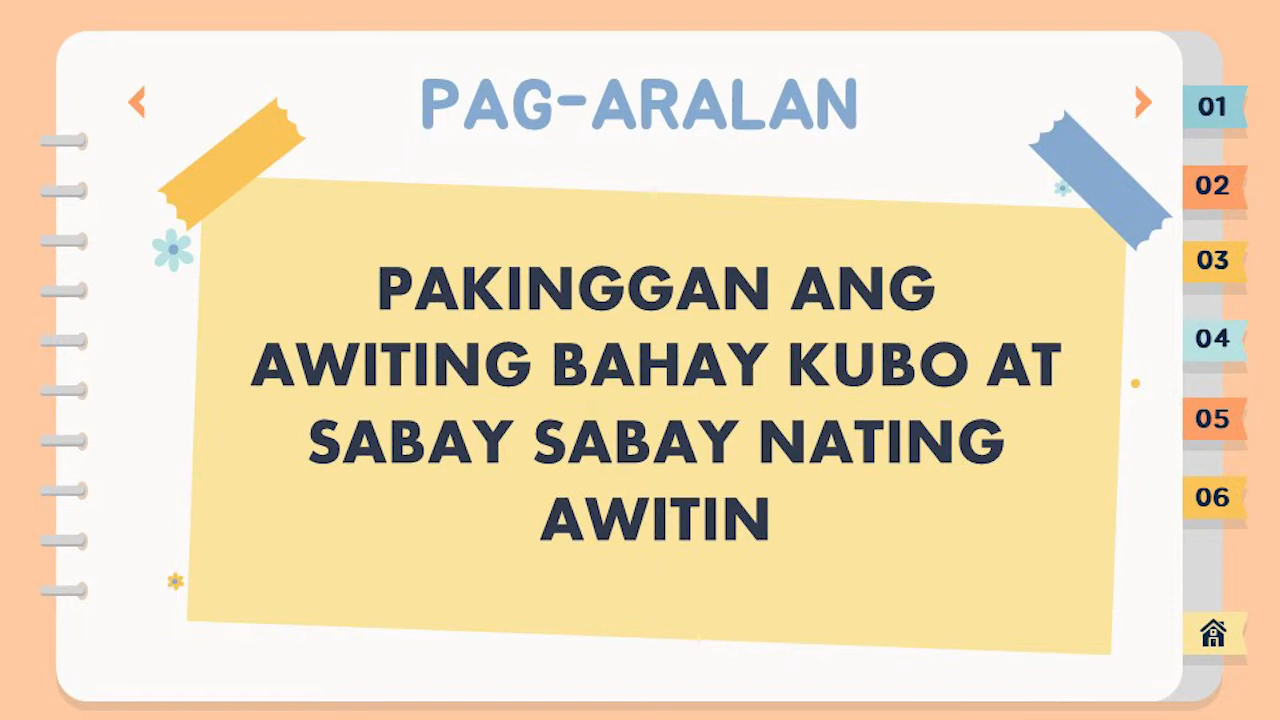 PAG-ARALAN
PAKINGGAN ANG
AWITING BAHAY KUBO AT
SABAY SABAY NATING
AWITIN
01
02
03
04
05
06